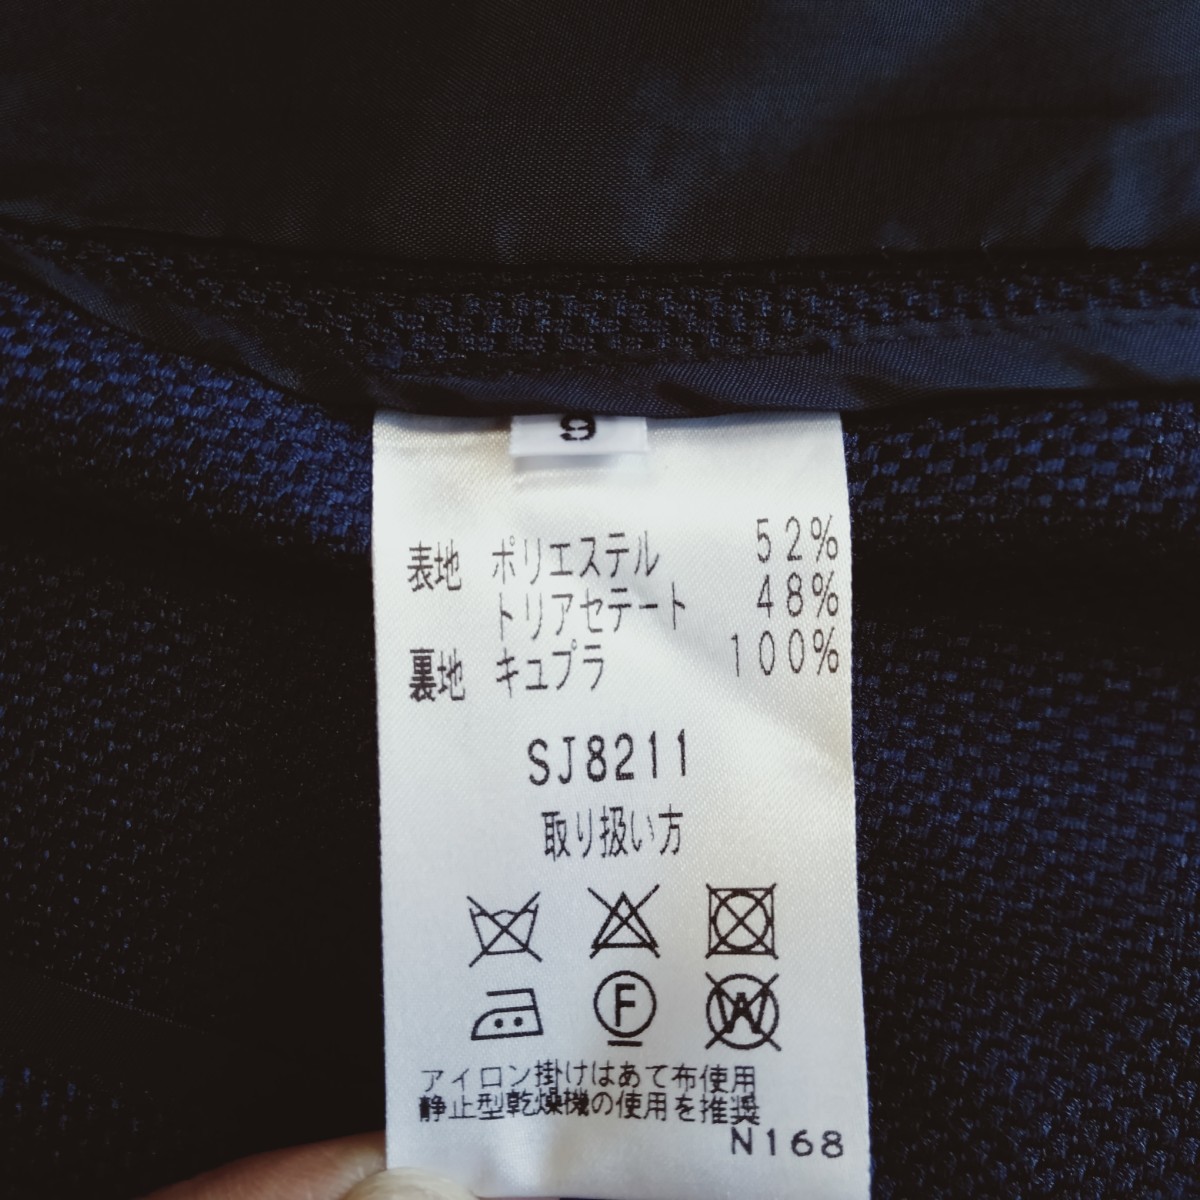 9
表地 ポリエステル 52%
トリアセテート 48%
裏地 キュプラ 100%
SJ8211
取り扱い方
F W
アイロン掛けはあて布使用
静止型乾燥機の使用を推奨
N168